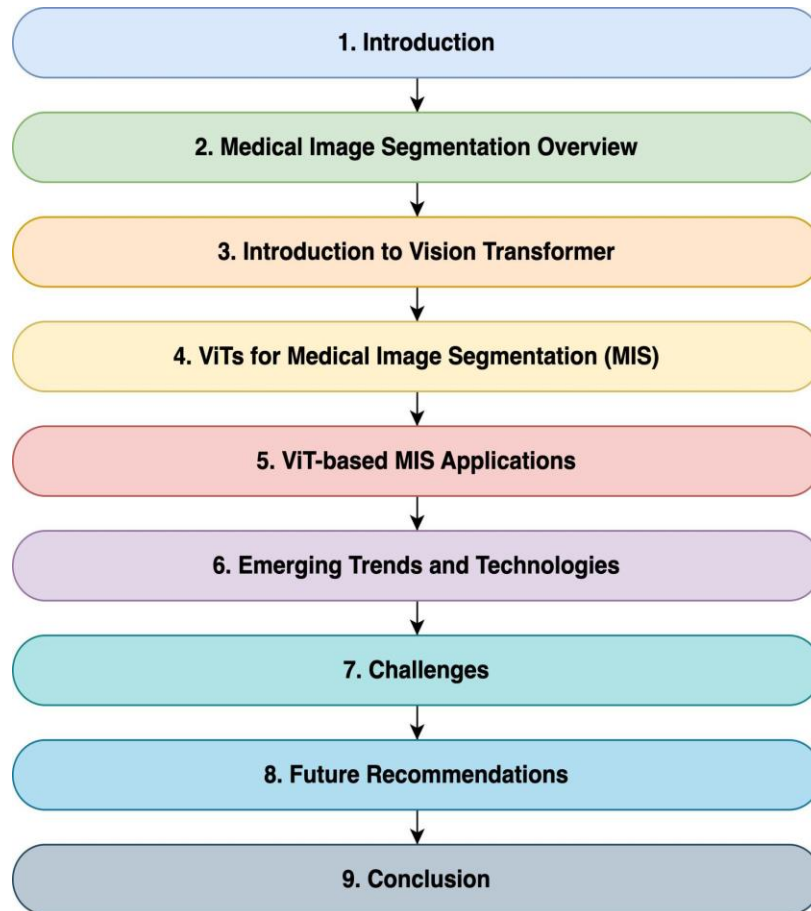 1. Introduction
2. Medical Image Segmentation Overview
3. Introduction to Vision Transformer
4. ViTs for Medical Image Segmentation (MIS)
5. ViT-based MIS Applications
6. Emerging Trends and Technologies
7. Challenges
8. Future Recommendations
9. Conclusion